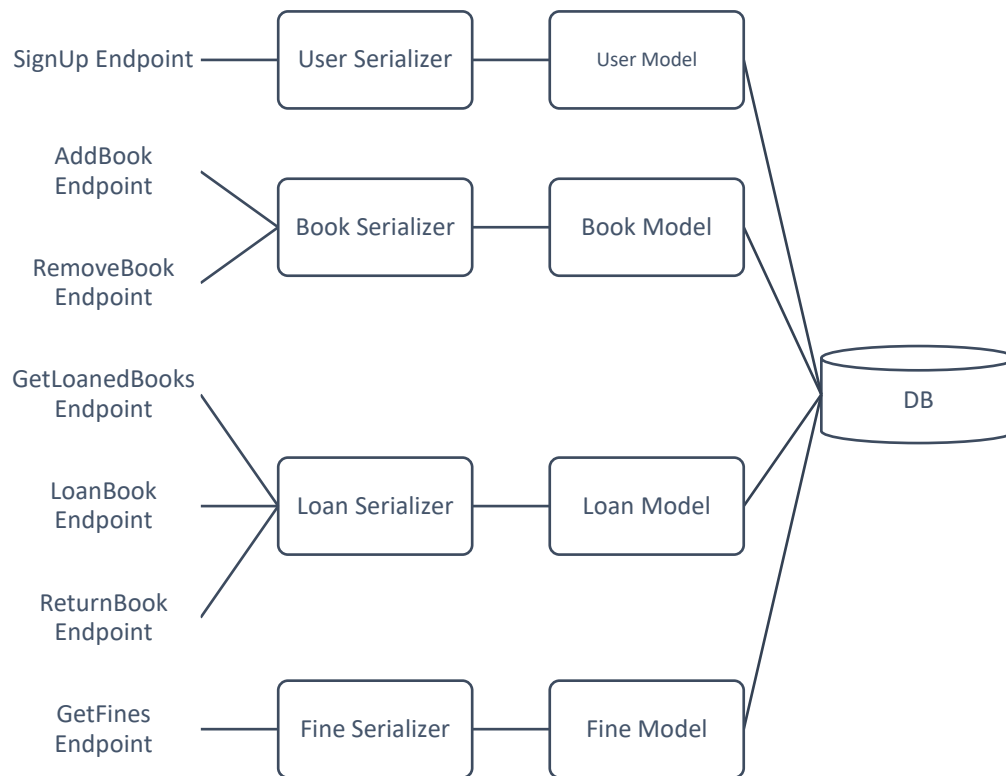 SignUp Endpoint
User Serializer
User Model
AddBook
Endpoint
Book Serializer
Book Model
RemoveBook
Endpoint
GetLoanedBooks
Endpoint
DB
LoanBook
Endpoint
Loan Serializer
Loan Model
ReturnBook
Endpoint
GetFines
Endpoint
Fine Serializer
Fine Model